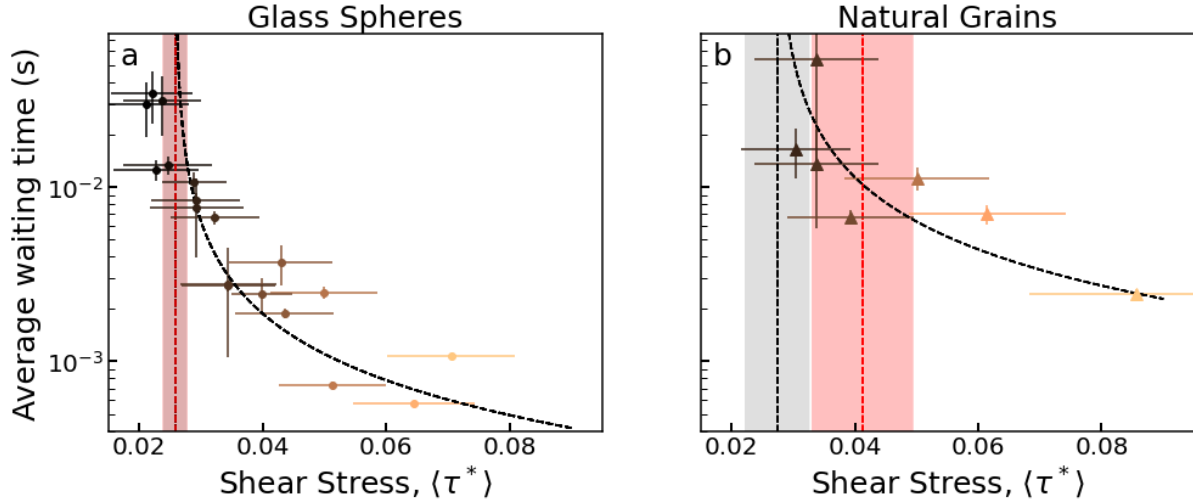 Glass Spheres
Natural Grains
a
b
Average waiting time (s)
10⁻²
10⁻³
0.02 0.04 0.06 0.08
0.02 0.04 0.06 0.08
Shear Stress, ⟨τ*⟩
Shear Stress, ⟨τ*⟩